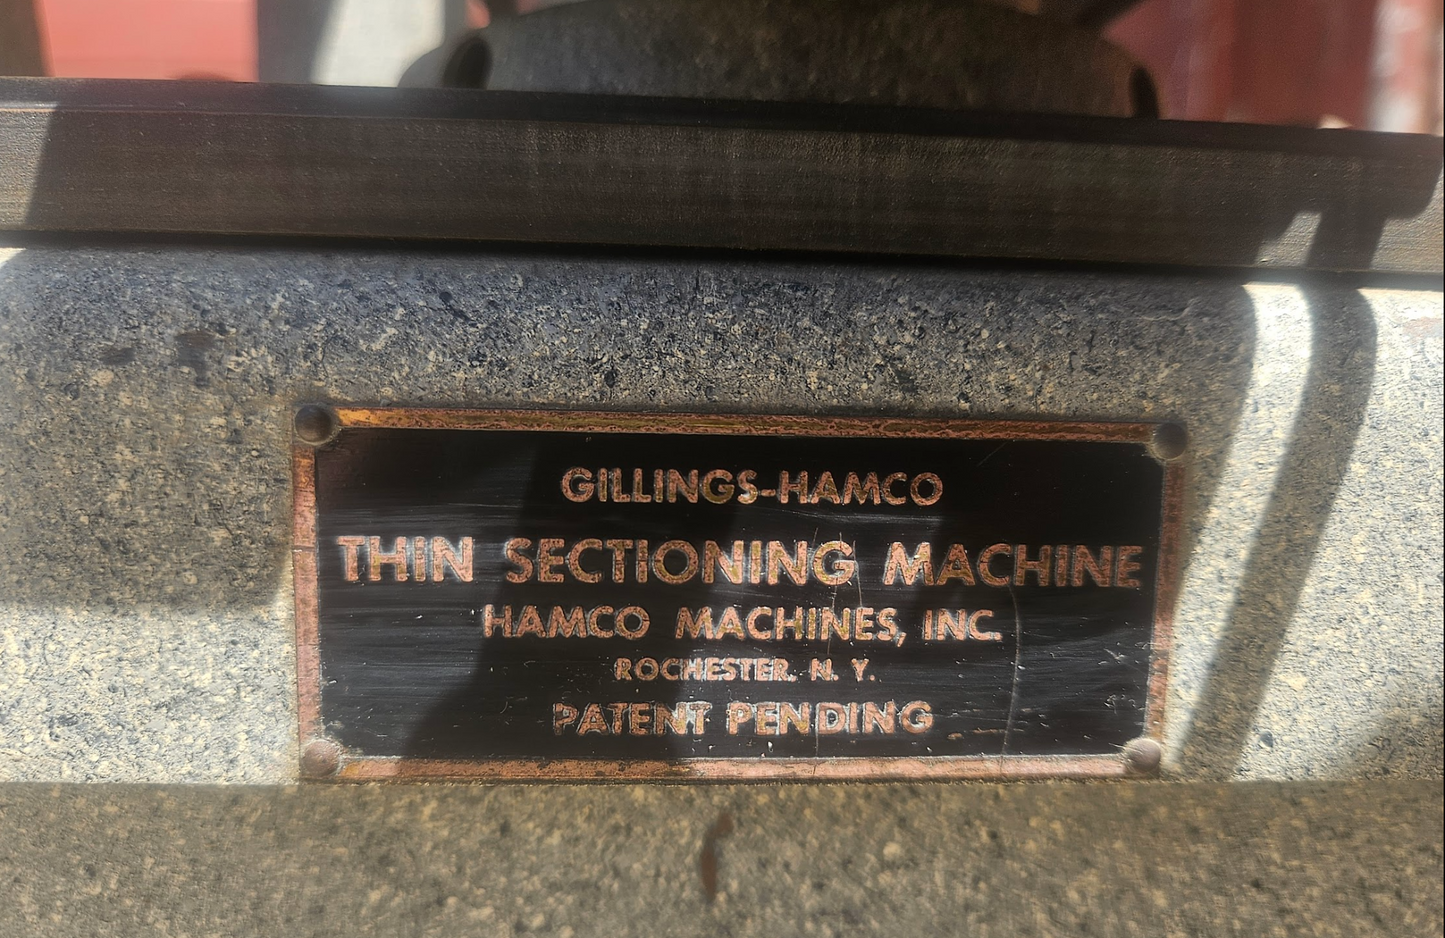 GILLINGS-HAMCO
THIN SECTIONING MACHINE
HAMCO MACHINES, INC.
ROCHESTER, N. Y.
PATENT PENDING